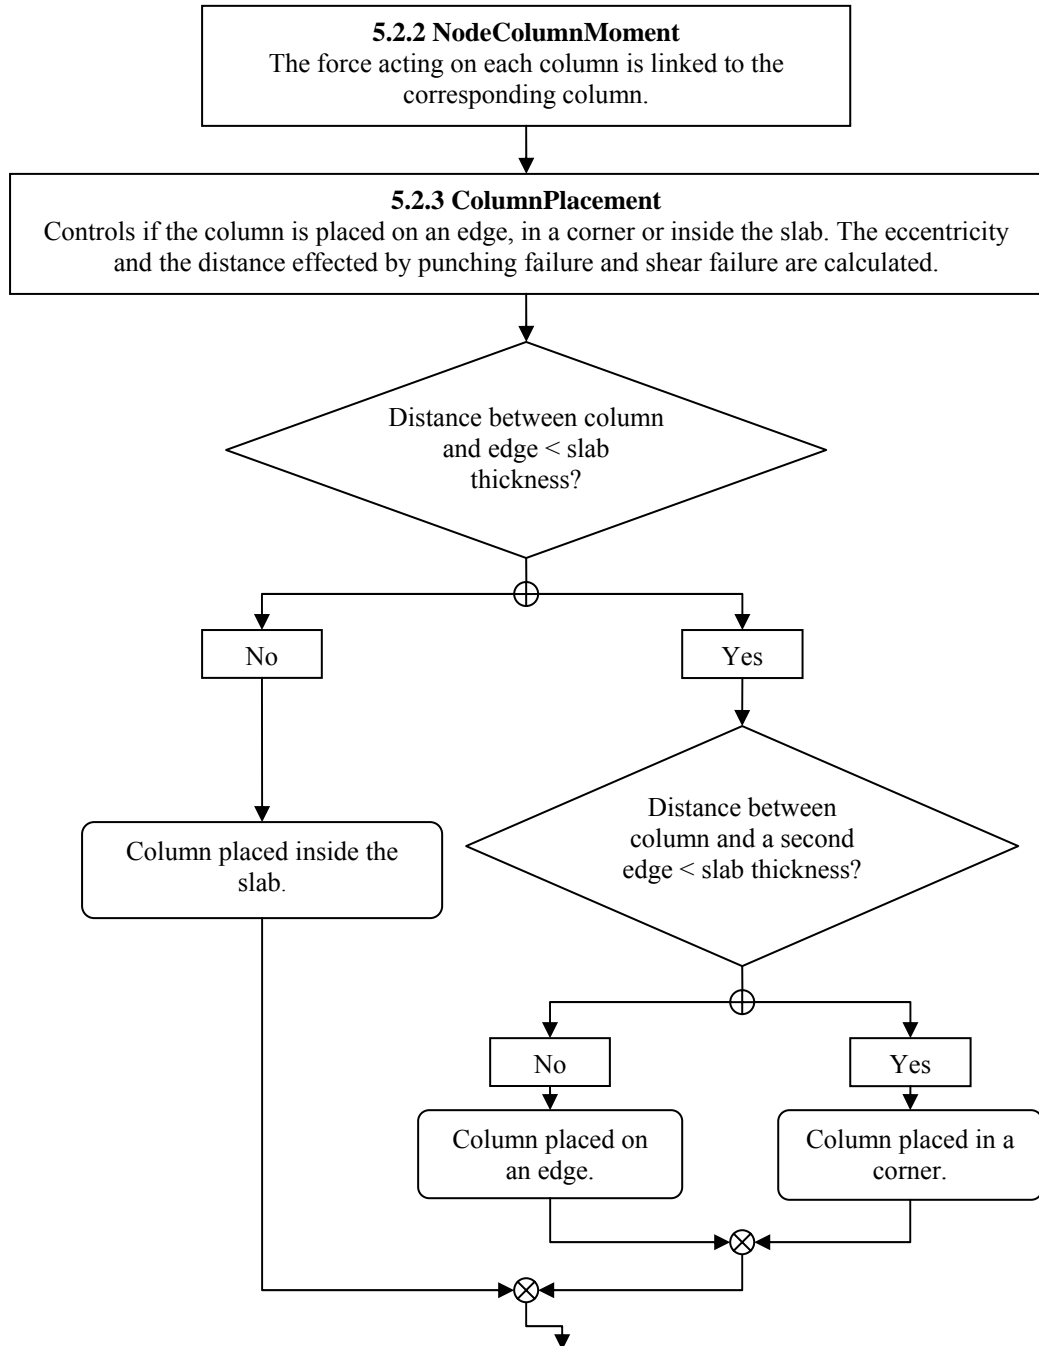 5.2.2 NodeColumnMoment
The force acting on each column is linked to the
corresponding column.
5.2.3 ColumnPlacement
Controls if the column is placed on an edge, in a corner or inside the slab. The eccentricity
and the distance effected by punching failure and shear failure are calculated.
Distance between column
and edge < slab
thickness?
No
Yes
Column placed inside the
slab.
Distance between
column and a second
edge < slab thickness?
No
Yes
Column placed on
an edge.
Column placed in a
corner.